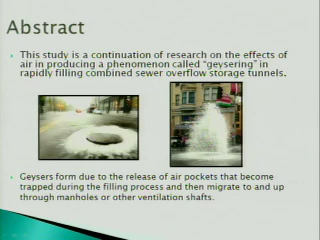 Abstract
This study is a continuation of research on the effects of
air in producing a phenomenon called “geysering” in
rapidly filling combined sewer overflow storage tunnels.
Geysers form due to the release of air pockets that become
trapped during the filling process and then migrate to and up
through manholes or other ventilation shafts.